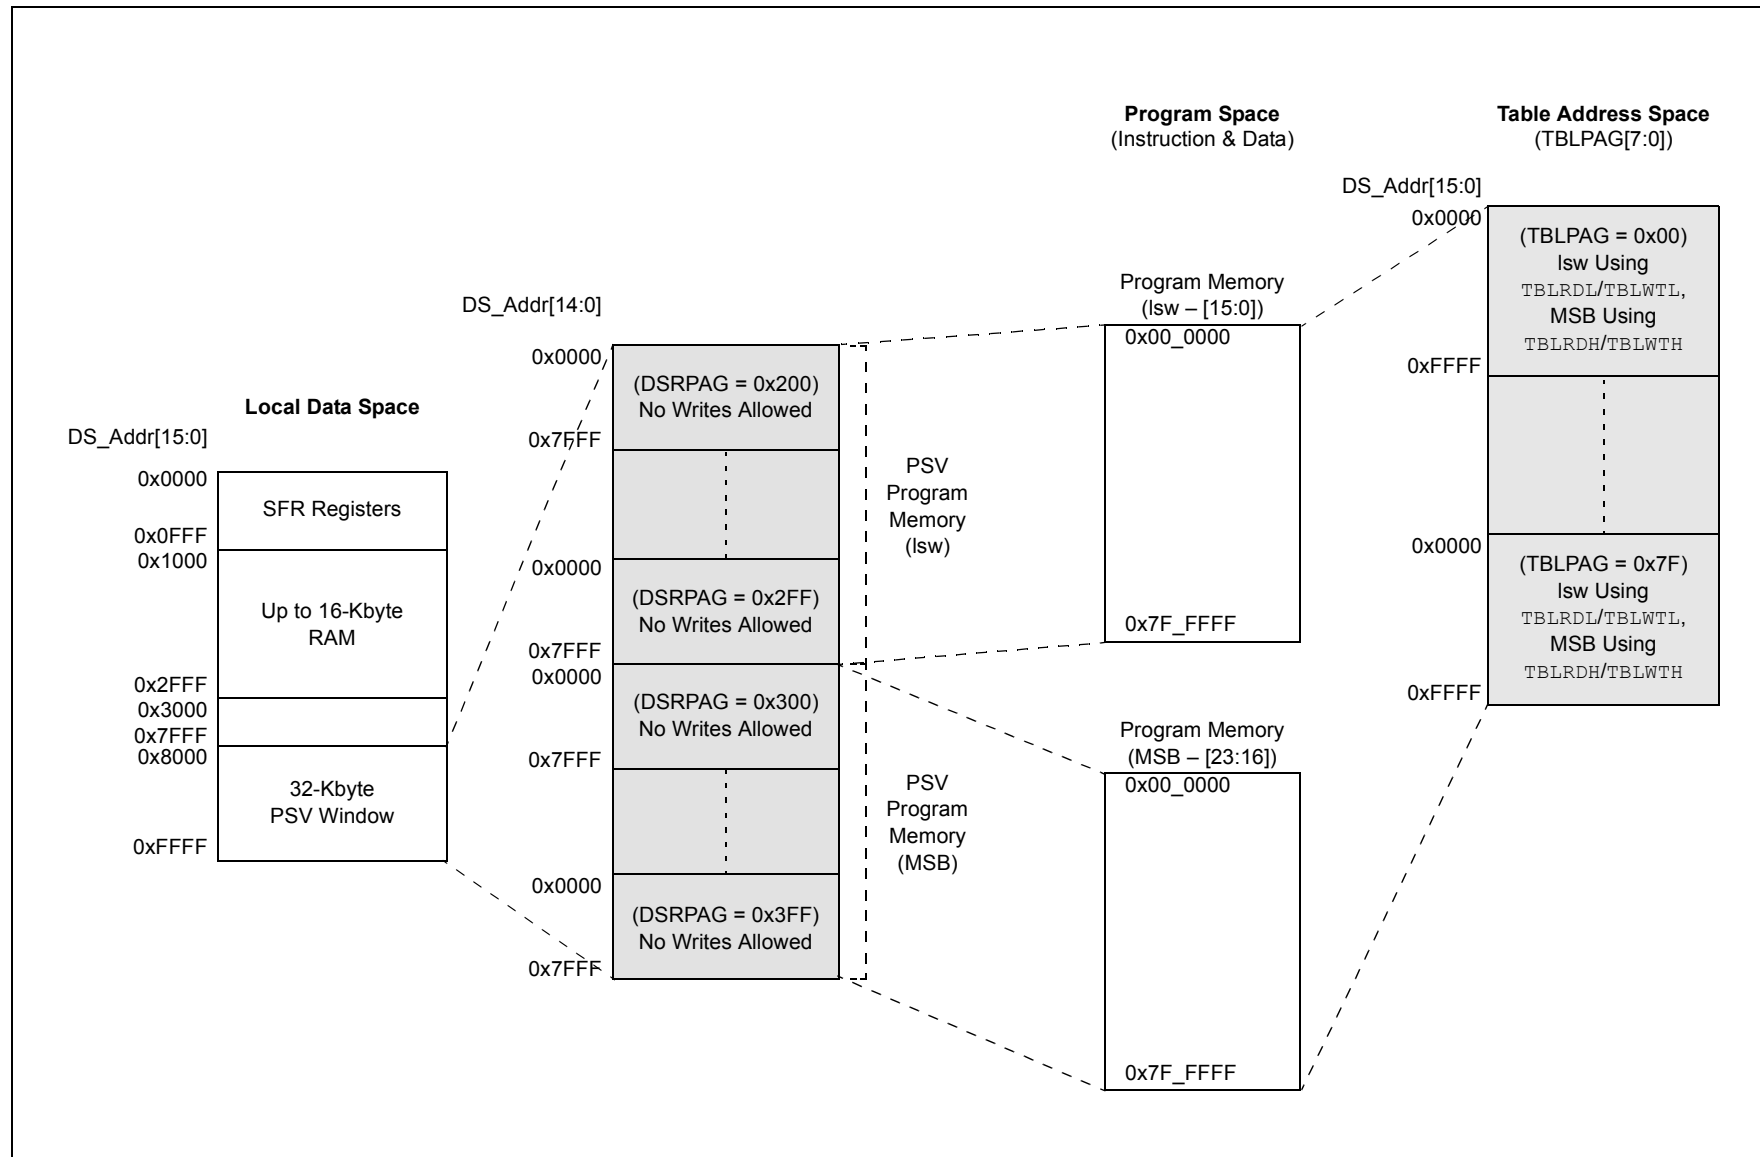 Program Space
(Instruction & Data)
Table Address Space
(TBLPAG[7:0])
Local Data Space
DS_Addr[15:0]
0x0000
SFR Registers
0x0FFF
0x1000
Up to 16-Kbyte
RAM
0x2FFF
0x3000
0x7FFF
0x8000
32-Kbyte
PSV Window
0xFFFF
DS_Addr[14:0]
0x0000
(DSRPAG = 0x200)
No Writes Allowed
0x7FFF
0x0000
(DSRPAG = 0x2FF)
No Writes Allowed
0x7FFF
0x0000
(DSRPAG = 0x300)
No Writes Allowed
0x7FFF
0x0000
(DSRPAG = 0x3FF)
No Writes Allowed
0x7FFF
PSV
Program
Memory
(lsw)
PSV
Program
Memory
(MSB)
Program Memory
(lsw – [15:0])
0x00_0000
0x7F_FFFF
Program Memory
(MSB – [23:16])
0x00_0000
0x7F_FFFF
DS_Addr[15:0]
0x0000
(TBLPAG = 0x00)
lsw Using
TBLRDL/TBLWTL,
MSB Using
TBLRDH/TBLWTH
0xFFFF
0x0000
(TBLPAG = 0x7F)
lsw Using
TBLRDL/TBLWTL,
MSB Using
TBLRDH/TBLWTH
0xFFFF